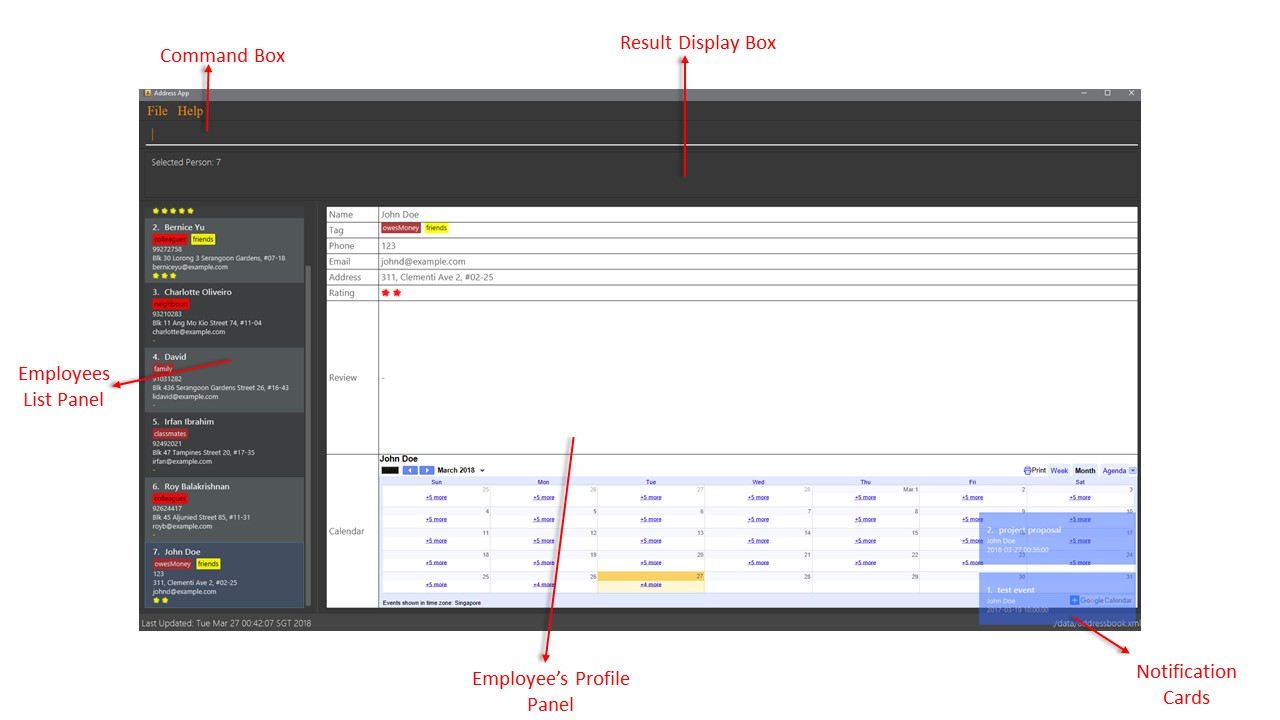 Command Box
Result Display Box
Address App
File Help
Selected Person: 7
2. Bernice Yu
colleagues friends
99272758
Blk 30 Lorong 3 Serangoon Gardens, #07-18
berniceyu@example.com
3. Charlotte Oliveiro
neighbours
93210283
Blk 11 Ang Mo Kio Street 74, #11-04
charlotte@example.com
-
4. David
family
91031282
Blk 436 Serangoon Gardens Street 26, #16-43
lidavid@example.com
-
5. Irfan Ibrahim
classmates
92492021
Blk 47 Tampines Street 20, #17-35
irfan@example.com
-
6. Roy Balakrishnan
colleagues
92624417
Blk 45 Aljunied Street 85, #11-31
royb@example.com
-
7. John Doe
owesMoney friends
123
311, Clementi Ave 2, #02-25
johnd@example.com
Name John Doe
Tag owesMoney friends
Phone 123
Email johnd@example.com
Address 311, Clementi Ave 2, #02-25
Rating
Review -
Calendar
John Doe
March 2018 Print Week Month Agenda
Sun Mon Tue Wed Thu Fri Sat
25 26 27 28 Mar 1 2 3
+5 more +5 more +5 more +5 more +5 more +5 more +5 more
4 5 6 7 8 9 10
+5 more +5 more +5 more +5 more +5 more +5 more +5 more
11 12 13 14 15 16 17
+5 more +5 more +5 more +5 more +5 more +5 more +5 more
18 19 20 21 22 23 24
+5 more +5 more +5 more +5 more +5 more +5 more +5 more
25 26 27 28 29 30 31
+5 more +4 more +4 more
Events shown in time zone: Singapore
GoogleCalendar
2. project proposal
John Doe
2018-03-27 00:36:00
1. test event
John Doe
2017-03-19 10:00:00
Last Updated: Tue Mar 27 00:42:07 SGT 2018
./data/addressbook.xml
Employees
List Panel
Employee’s Profile
Panel
Notification
Cards